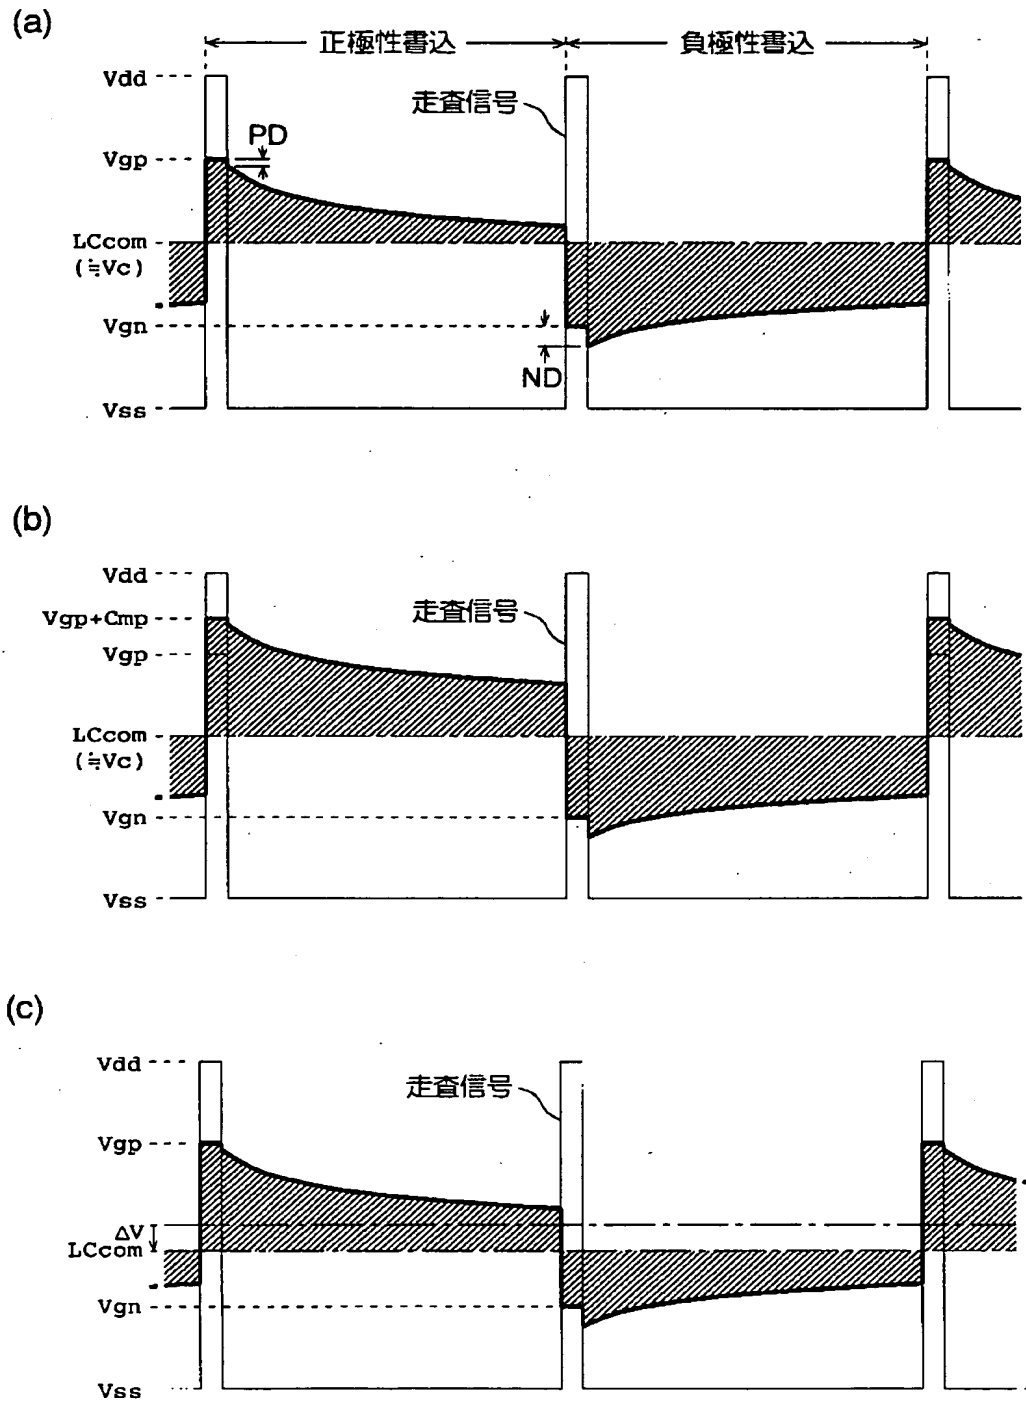 (a)
正極性書込
負極性書込
Vdd
走査信号
PD
Vgp
LCcom
(≒Vc)
Vgn
ND
Vss
(b)
Vdd
Vgp+Cmp
走査信号
Vgp
LCcom
(≒Vc)
Vgn
Vss
(c)
Vdd
走査信号
Vgp
ΔV
LCcom
Vgn
Vss